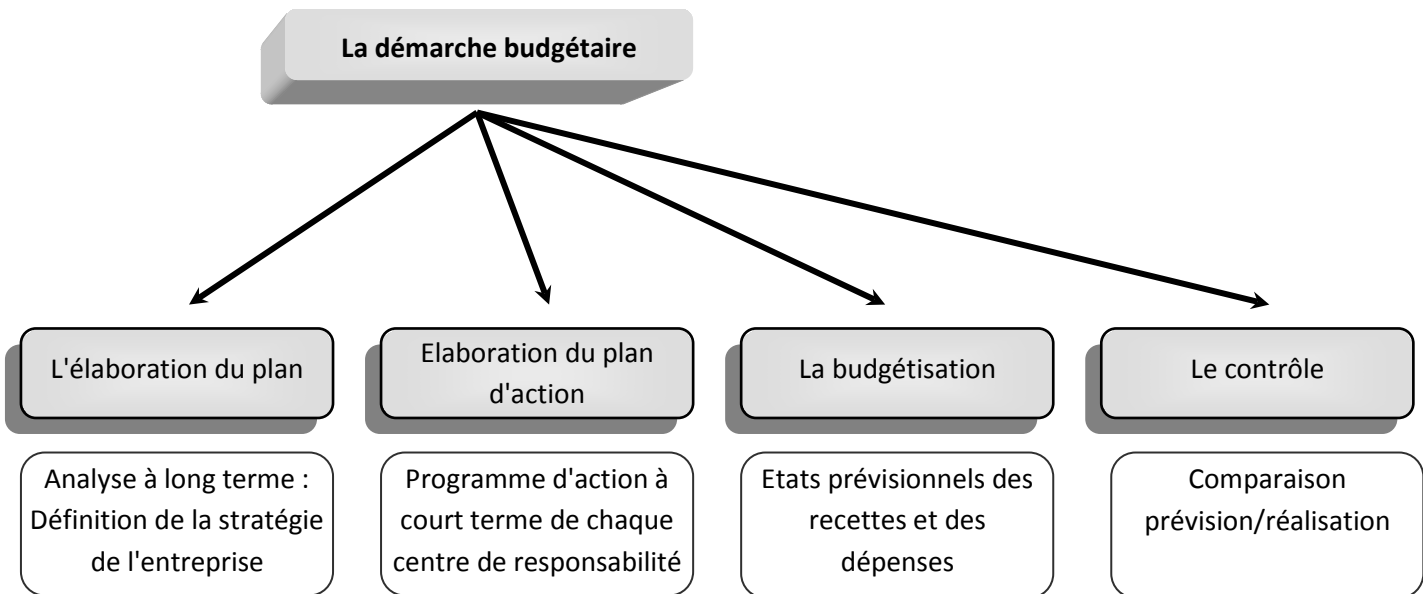 La démarche budgétaire
L'élaboration du plan
Elaboration du plan
d'action
La budgétisation
Le contrôle
Analyse à long terme :
Définition de la stratégie
de l'entreprise
Programme d'action à
court terme de chaque
centre de responsabilité
Etats prévisionnels des
recettes et des
dépenses
Comparaison
prévision/réalisation